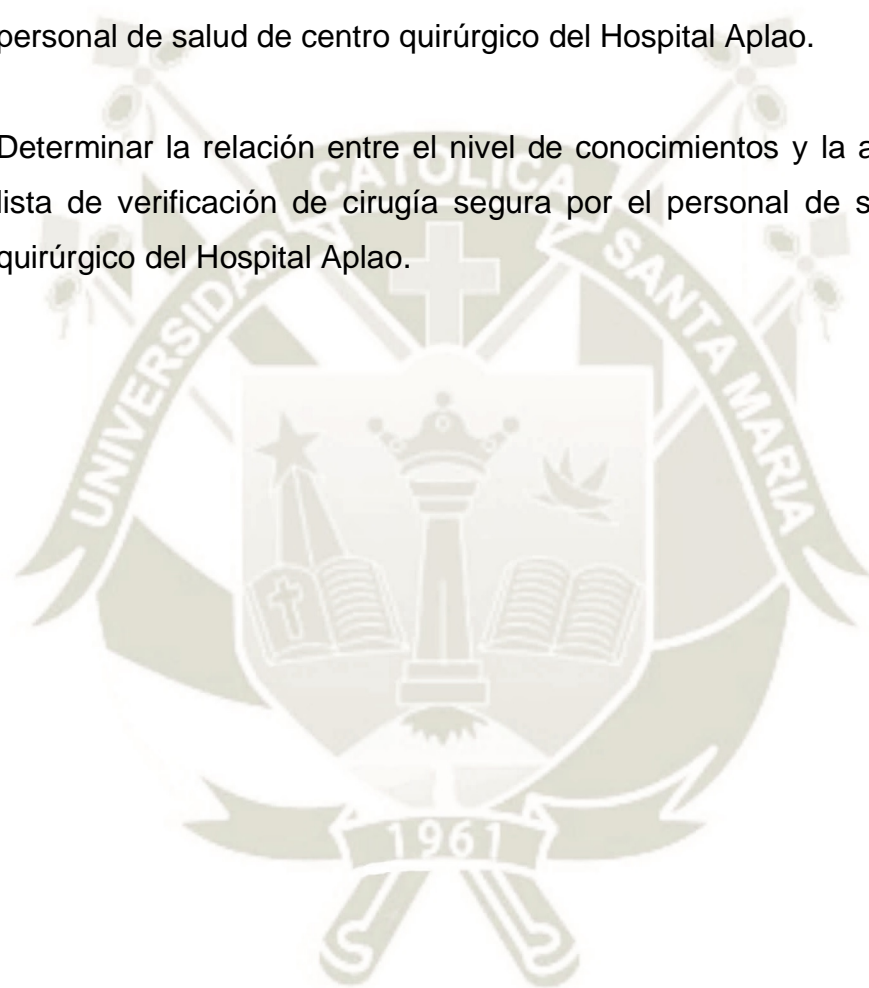 personal de salud de centro quirúrgico del Hospital Aplao.
Determinar la relación entre el nivel de conocimientos y la a
lista de verificación de cirugía segura por el personal de s
quirúrgico del Hospital Aplao.
UNIVERSIDAD CATÓLICA SANTA MARIA
1961